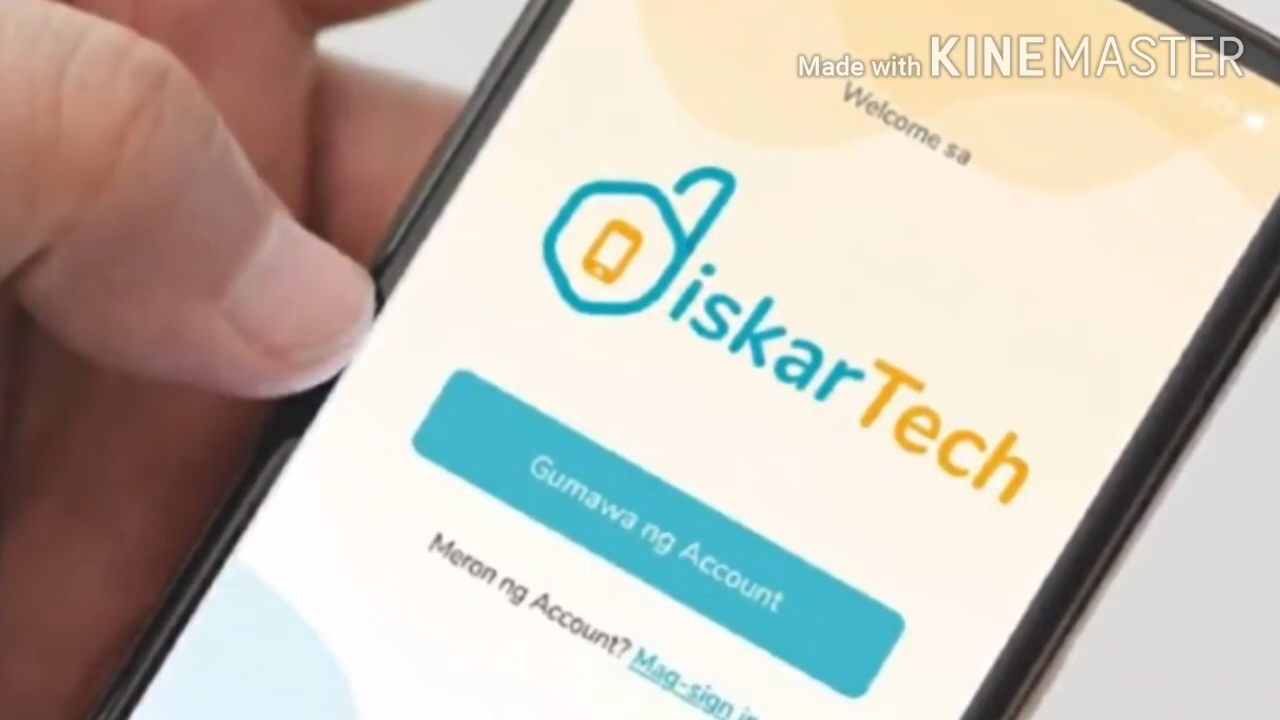 Made with KINEMASTER
Welcome sa
DiskarTech
Gumawa ng Account
Meron ng Account? Mag-sign in